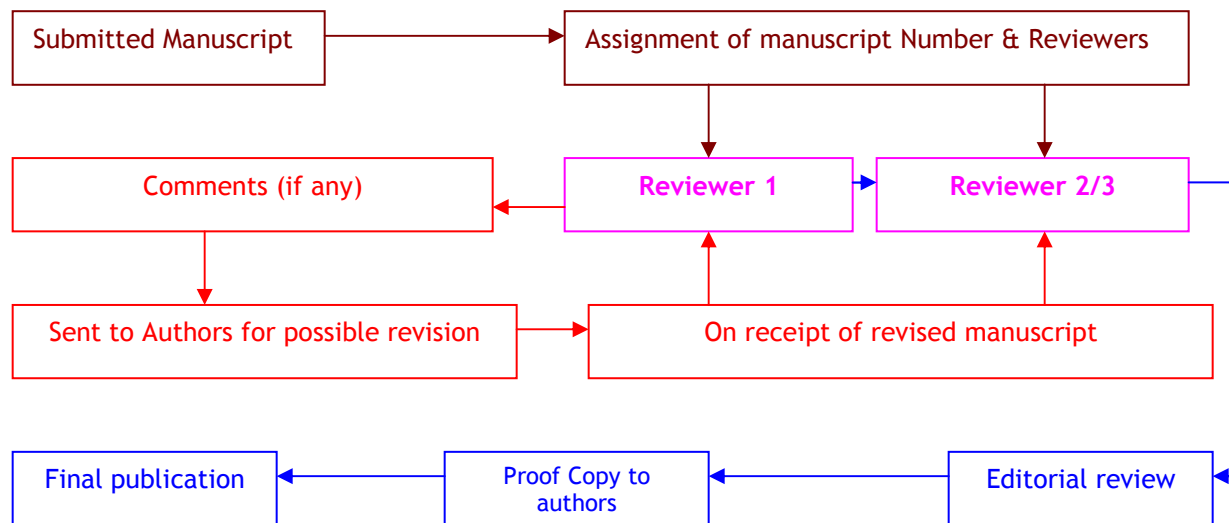 Submitted Manuscript
Assignment of manuscript Number & Reviewers
Comments (if any)
Reviewer 1
Reviewer 2/3
Sent to Authors for possible revision
On receipt of revised manuscript
Final publication
Proof Copy to
authors
Editorial review